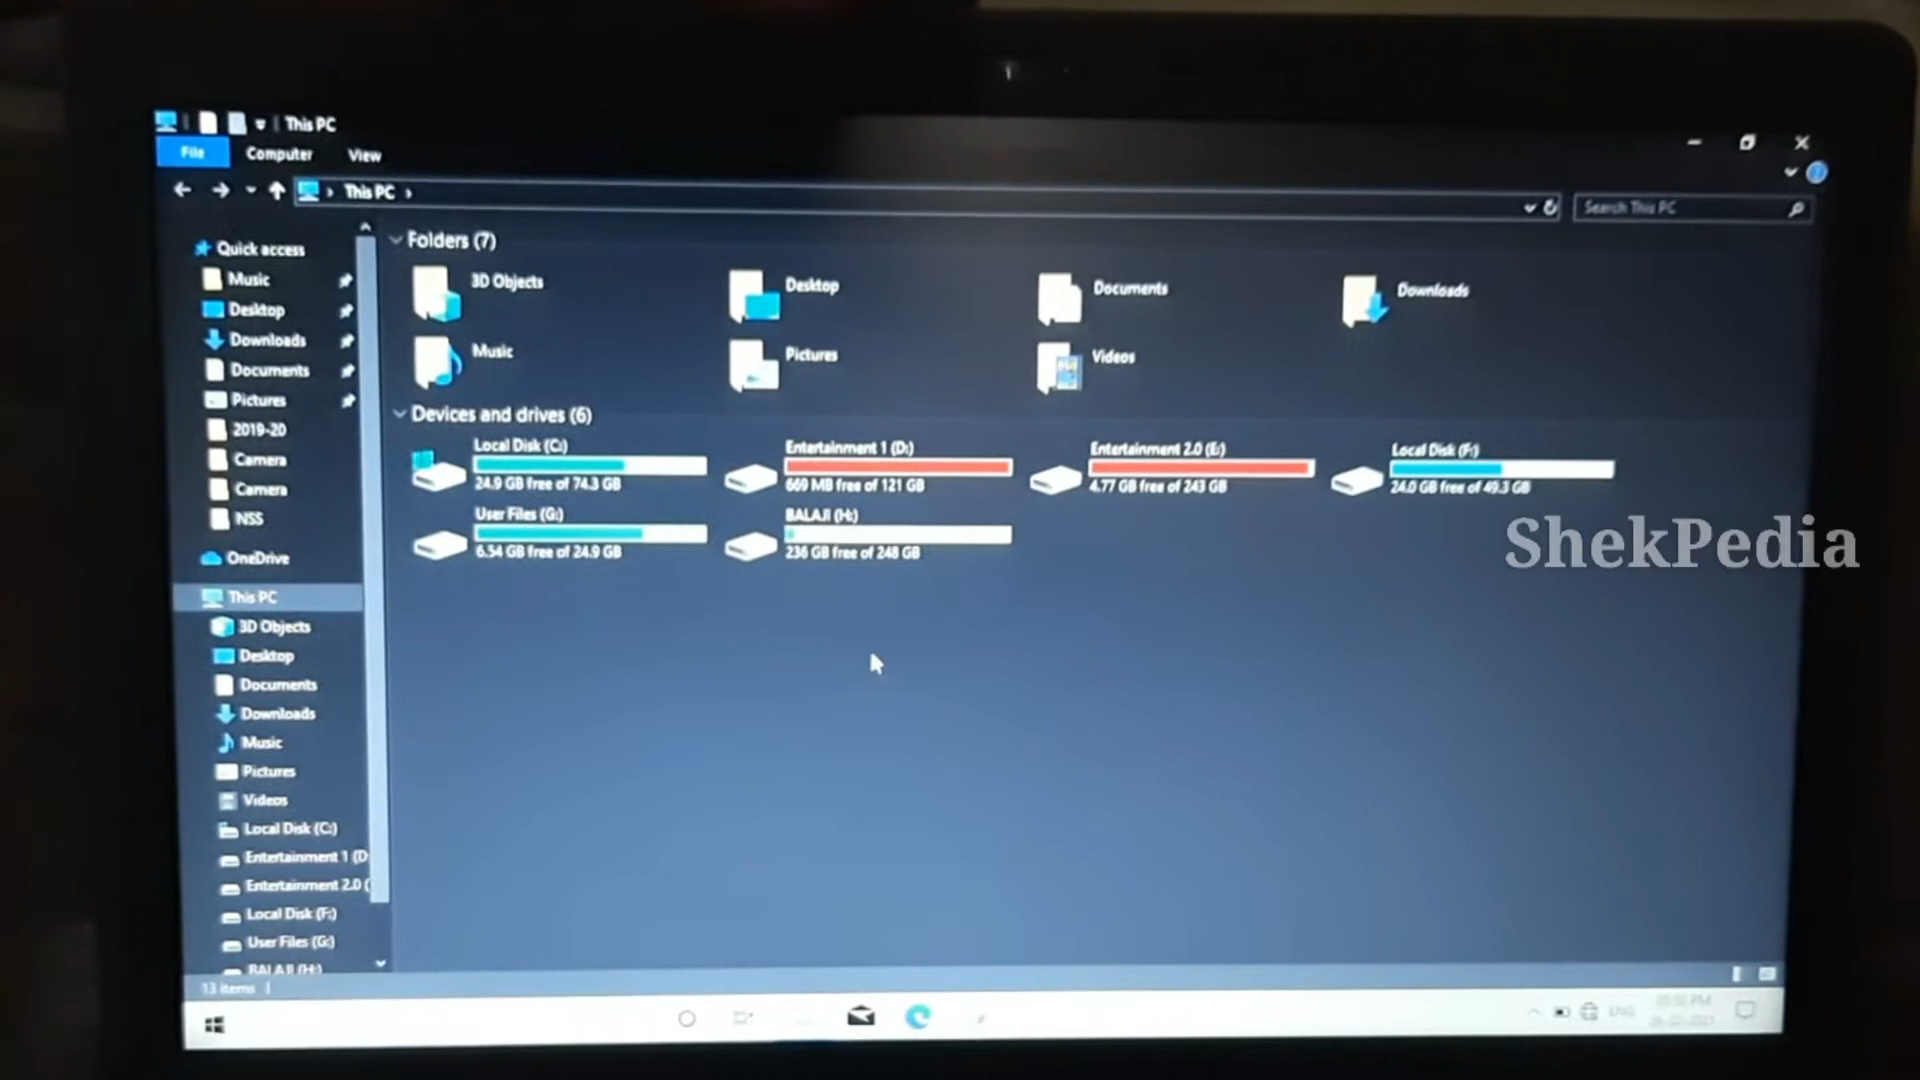 This PC
File Computer View
This PC
Search This PC
Quick access
Music
Desktop
Downloads
Documents
Pictures
2019-20
Camera
Camera
NSS
OneDrive
This PC
3D Objects
Desktop
Documents
Downloads
Music
Pictures
Videos
Local Disk (C:)
Entertainment 1 (D:
Entertainment 2.0 (
Local Disk (F:)
User Files (G:)
BALAJI (H:)
Folders (7)
3D Objects
Desktop
Documents
Downloads
Music
Pictures
Videos
Devices and drives (6)
Local Disk (C:)
24.9 GB free of 74.3 GB
Entertainment 1 (D:)
669 MB free of 121 GB
Entertainment 2.0 (E:)
4.77 GB free of 243 GB
Local Disk (F:)
24.0 GB free of 49.3 GB
User Files (G:)
6.54 GB free of 24.9 GB
BALAJI (H:)
236 GB free of 248 GB
ShekPedia
13 items
ENG